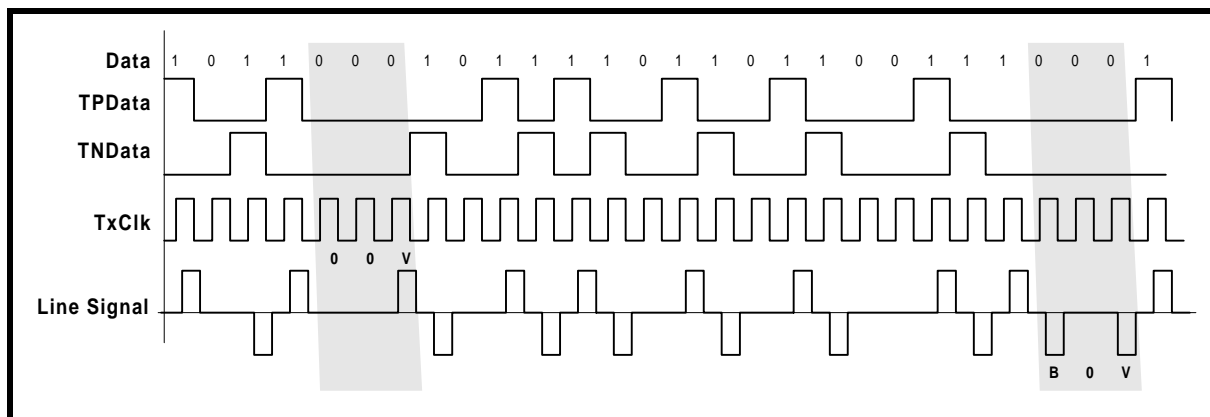 Data 1 0 1 1 0 0 0 1 0 1 1 1 1 0 1 1 0 1 1 0 0 1 1 1 0 0 0 1
TPData
TNData
TxClk
0 0 V
Line Signal
B 0 V